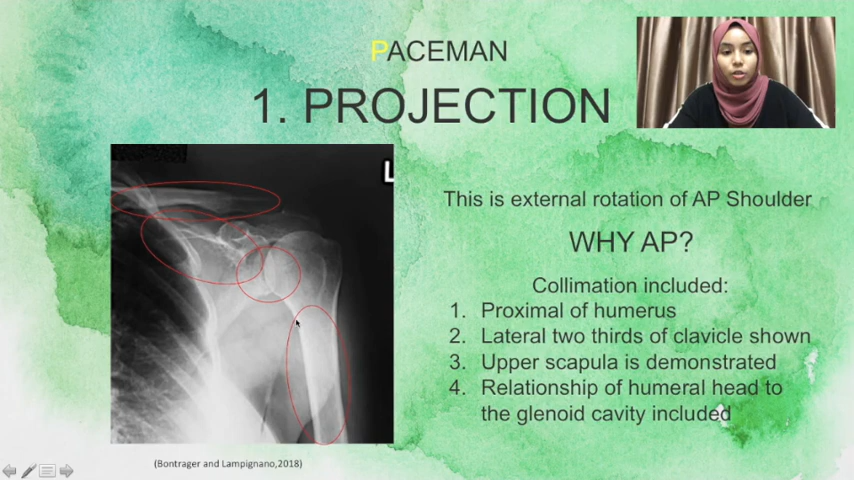 PACEMAN
1. PROJECTION
L
This is external rotation of AP Shoulder
WHY AP?
Collimation included:
1. Proximal of humerus
2. Lateral two thirds of clavicle shown
3. Upper scapula is demonstrated
4. Relationship of humeral head to
the glenoid cavity included
(Bontrager and Lampignano,2018)